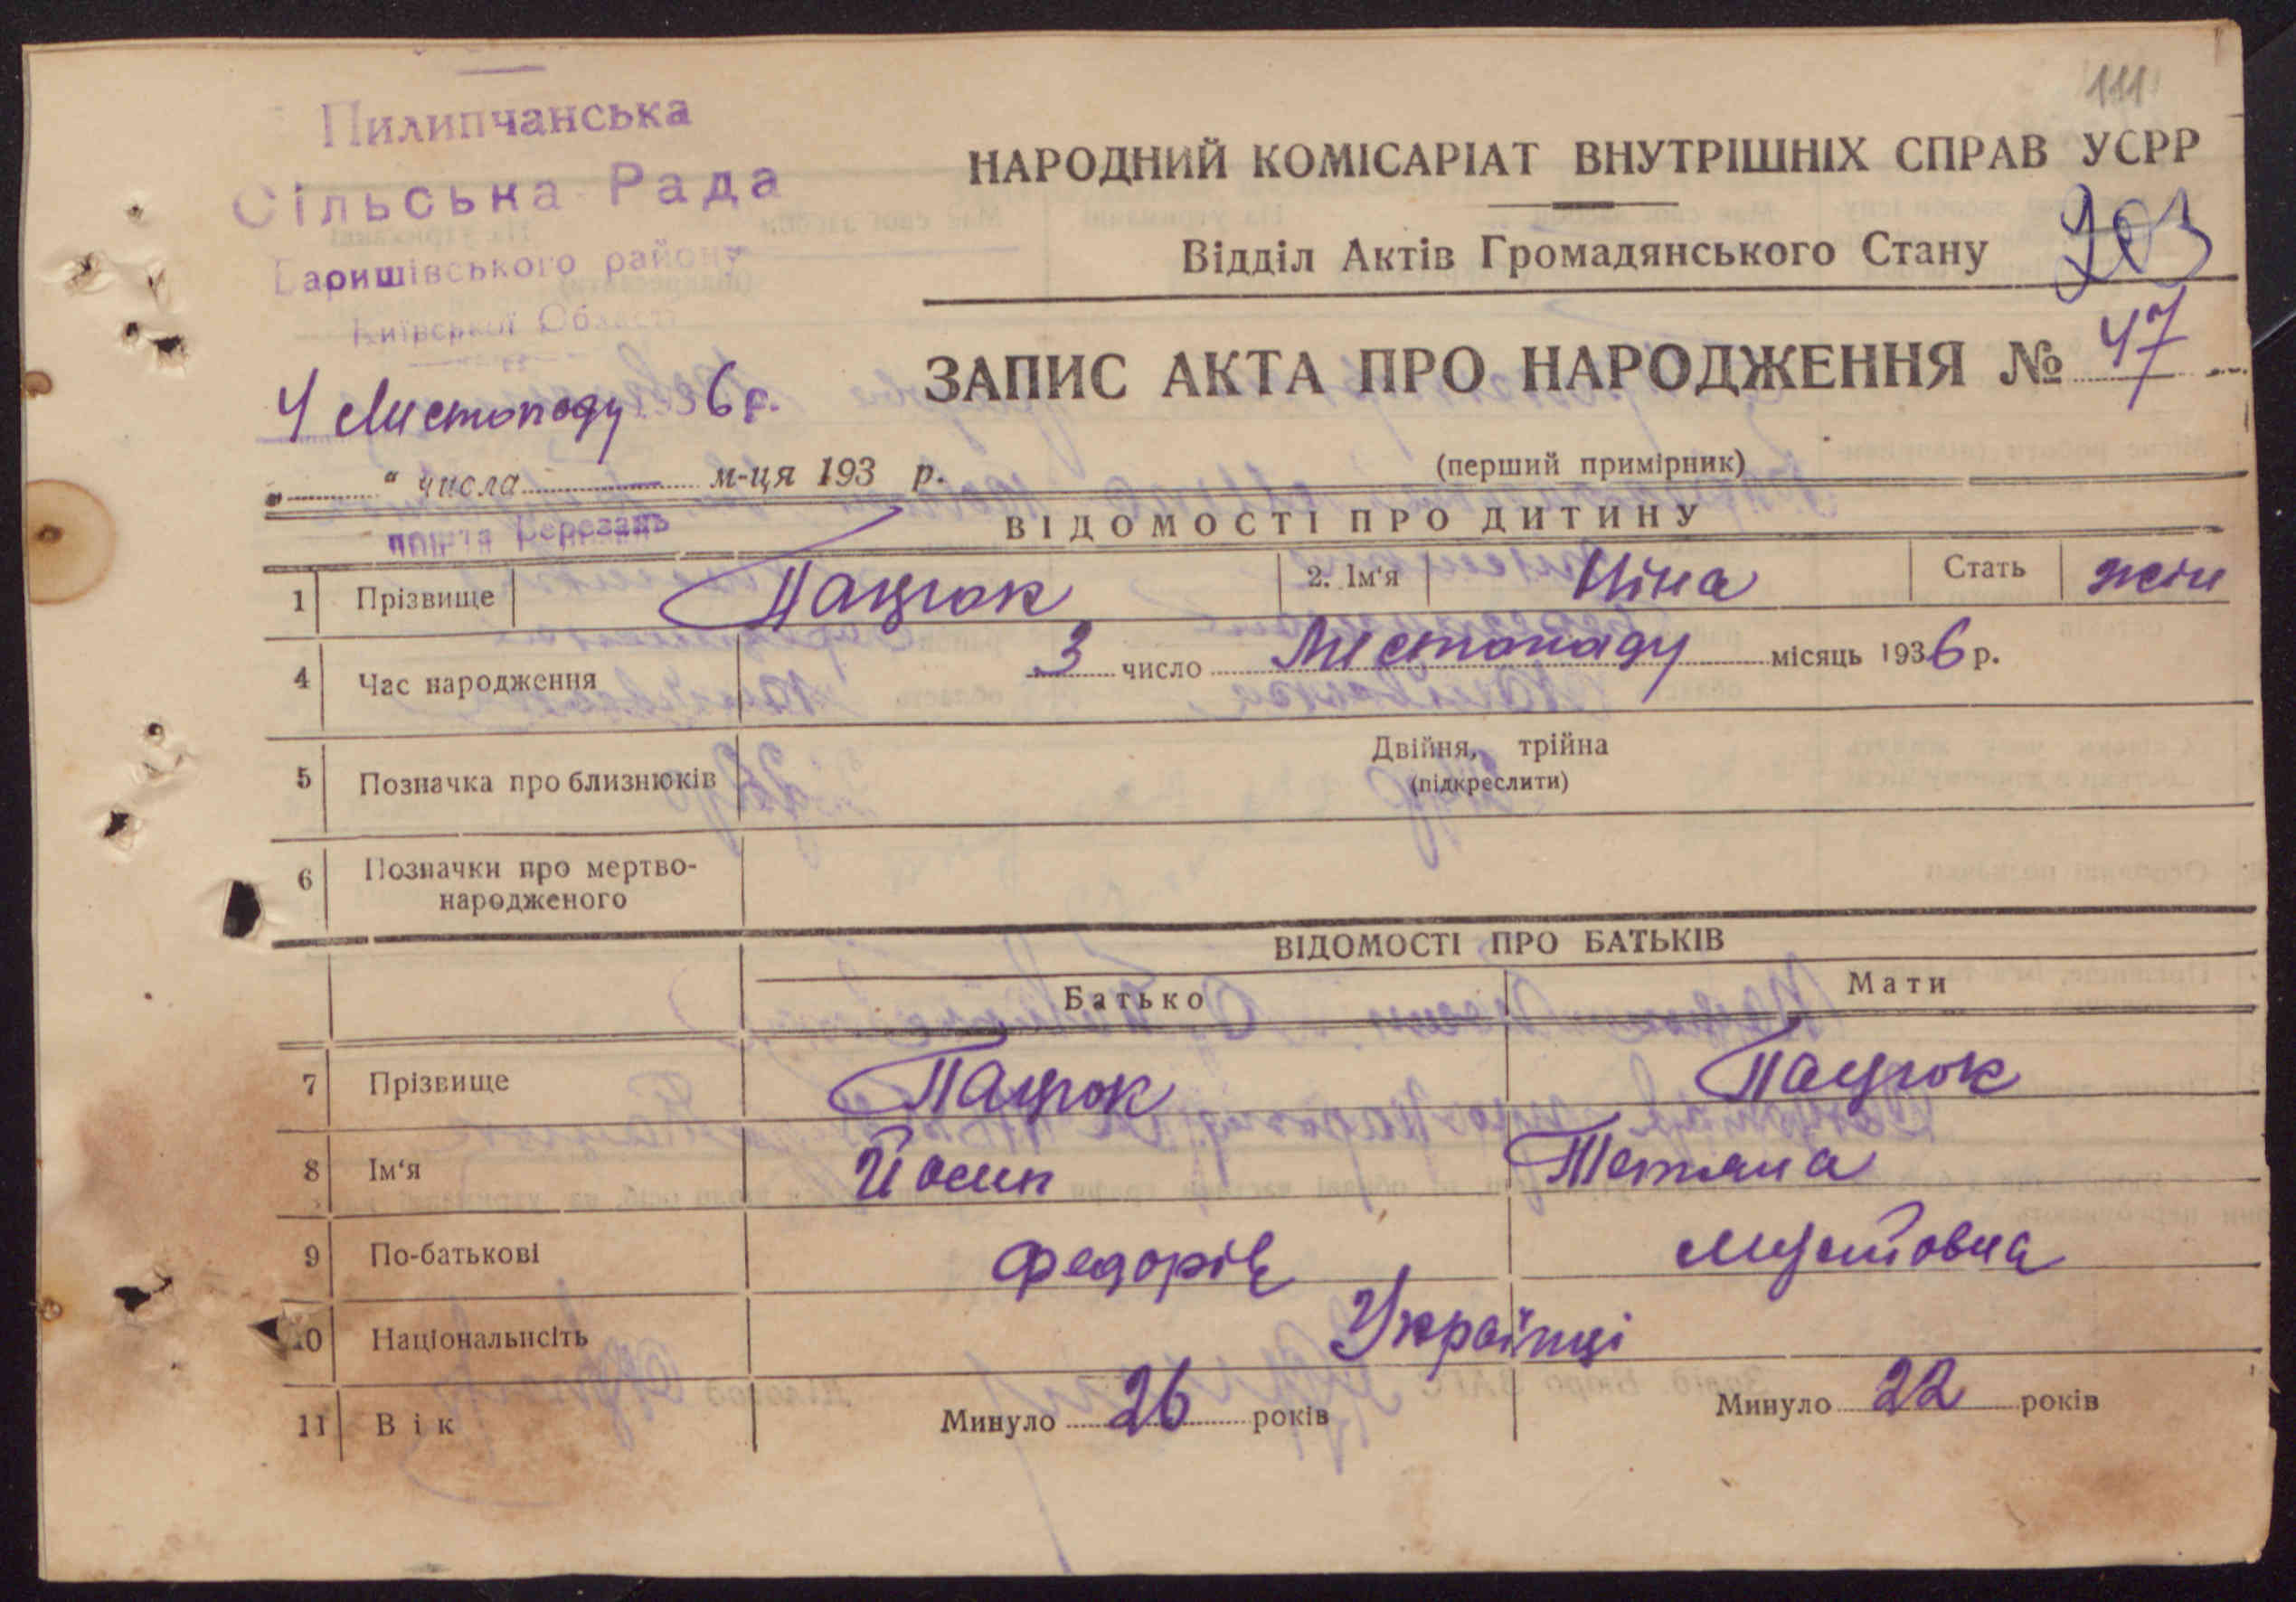 111
Пилипчанська
Сільська Рада
Баришівського району
Київської Області
НАРОДНИЙ КОМІСАРІАТ ВНУТРІШНІХ СПРАВ УСРР
Відділ Актів Громадянського Стану
ЗАПИС АКТА ПРО НАРОДЖЕННЯ № 47
4 Листопаду 1936 р.
„ “ числа м-ця 193 р.
(перший примірник)
пошта Березань
ВІДОМОСТІ ПРО ДИТИНУ
1 Прізвище Пацюк 2. Ім‘я Ніна Стать жін
4 Час народження 3 число Листопаду місяць 1936 р.
5 Позначка про близнюків Двійня, трійна
(підкреслити)
6 Позначки про мертво-
народженого
ВІДОМОСТІ ПРО БАТЬКІВ
Батько Мати
7 Прізвище Пацюк Пацюк
8 Ім‘я Йосип Тетяна
9 По-батькові Федорів
10 Національнсіть Українці
11 Вік Минуло 26 років Минуло 22 років